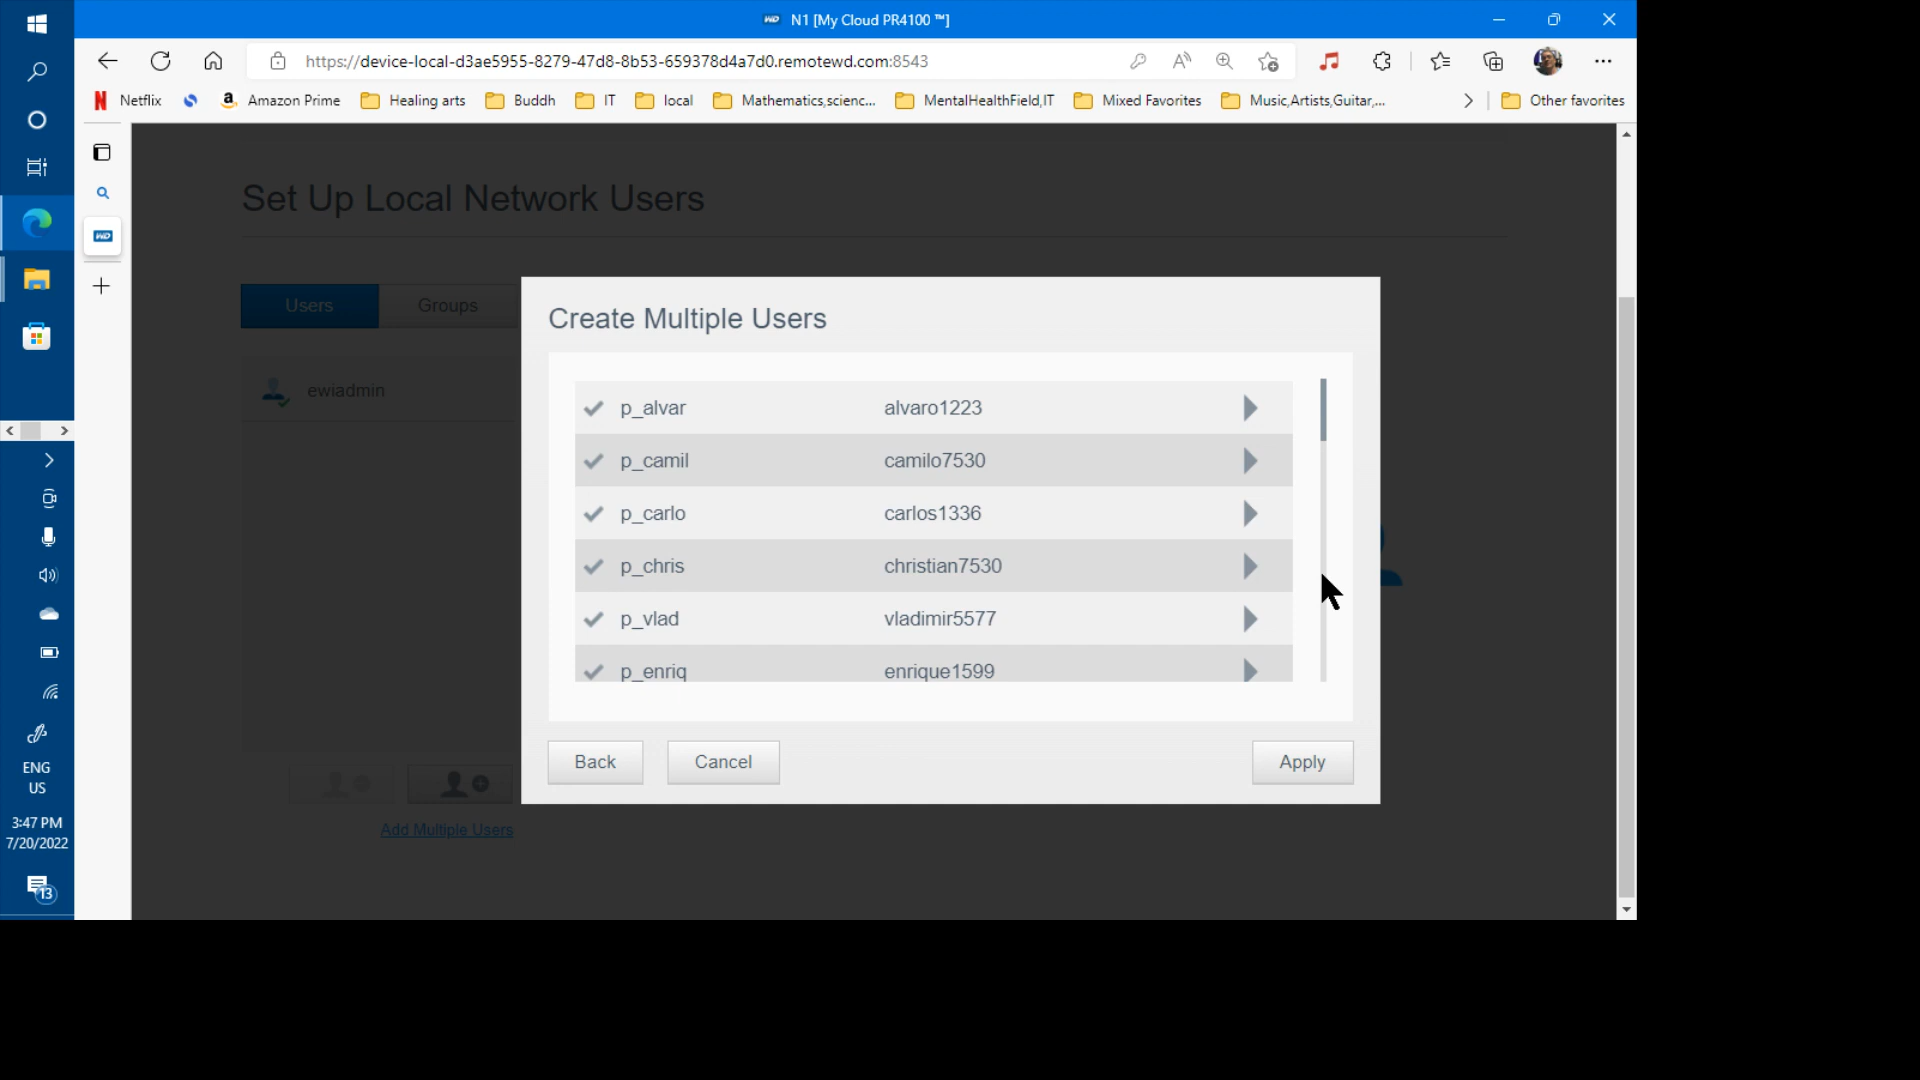 N1 [My Cloud PR4100 ™]
https://device-local-d3ae5955-8279-47d8-8b53-659378d4a7d0.remotewd.com:8543
Netflix Amazon Prime Healing arts Buddh IT local Mathematics,scienc... MentalHealthField,IT Mixed Favorites Music,Artists,Guitar,... Other favorites
Set Up Local Network Users
Users Groups
ewiadmin
Create Multiple Users
p_alvar alvaro1223
p_camil camilo7530
p_carlo carlos1336
p_chris christian7530
p_vlad vladimir5577
p_enriq enrique1599
Back Cancel Apply
Add Multiple Users
ENG
US
3:47 PM
7/20/2022
13